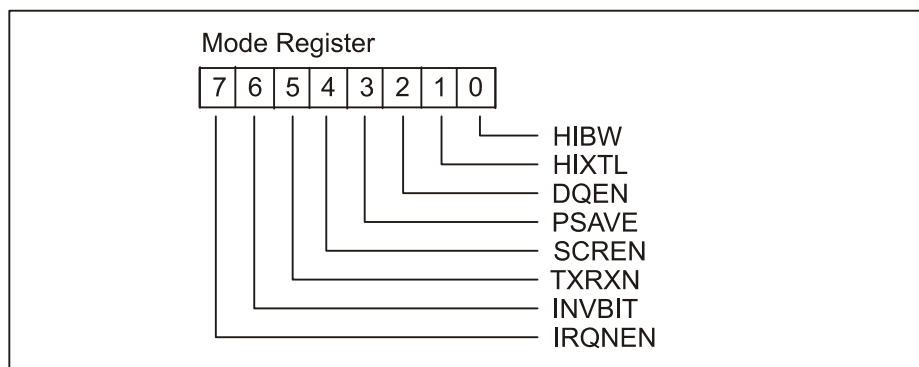 Mode Register
7 6 5 4 3 2 1 0
HIBW
HIXTL
DQEN
PSAVE
SCREN
TXRXN
INVBIT
IRQNEN